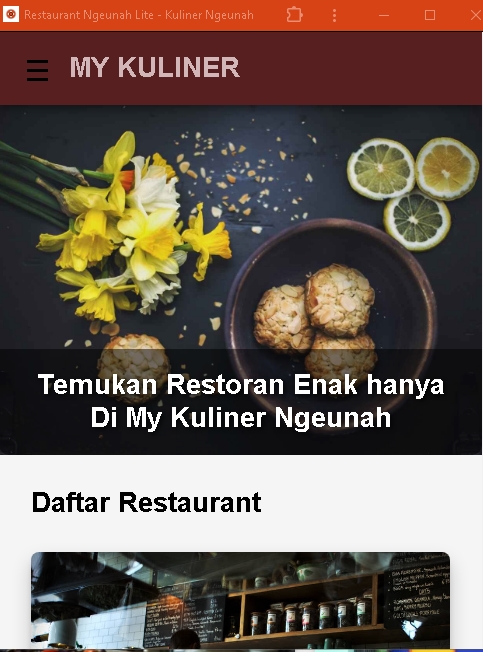 Restaurant Ngeunah Lite - Kuliner Ngeunah
MY KULINER
Temukan Restoran Enak hanya
Di My Kuliner Ngeunah
Daftar Restaurant